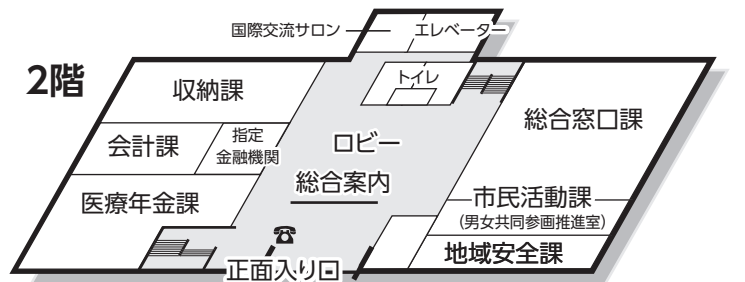 国際交流サロン
エレベーター
2階
トイレ
収納課
総合窓口課
会計課
指定
金融機関
ロビー
総合案内
医療年金課
市民活動課
(男女共同参画推進室)
地域安全課
正面入り口